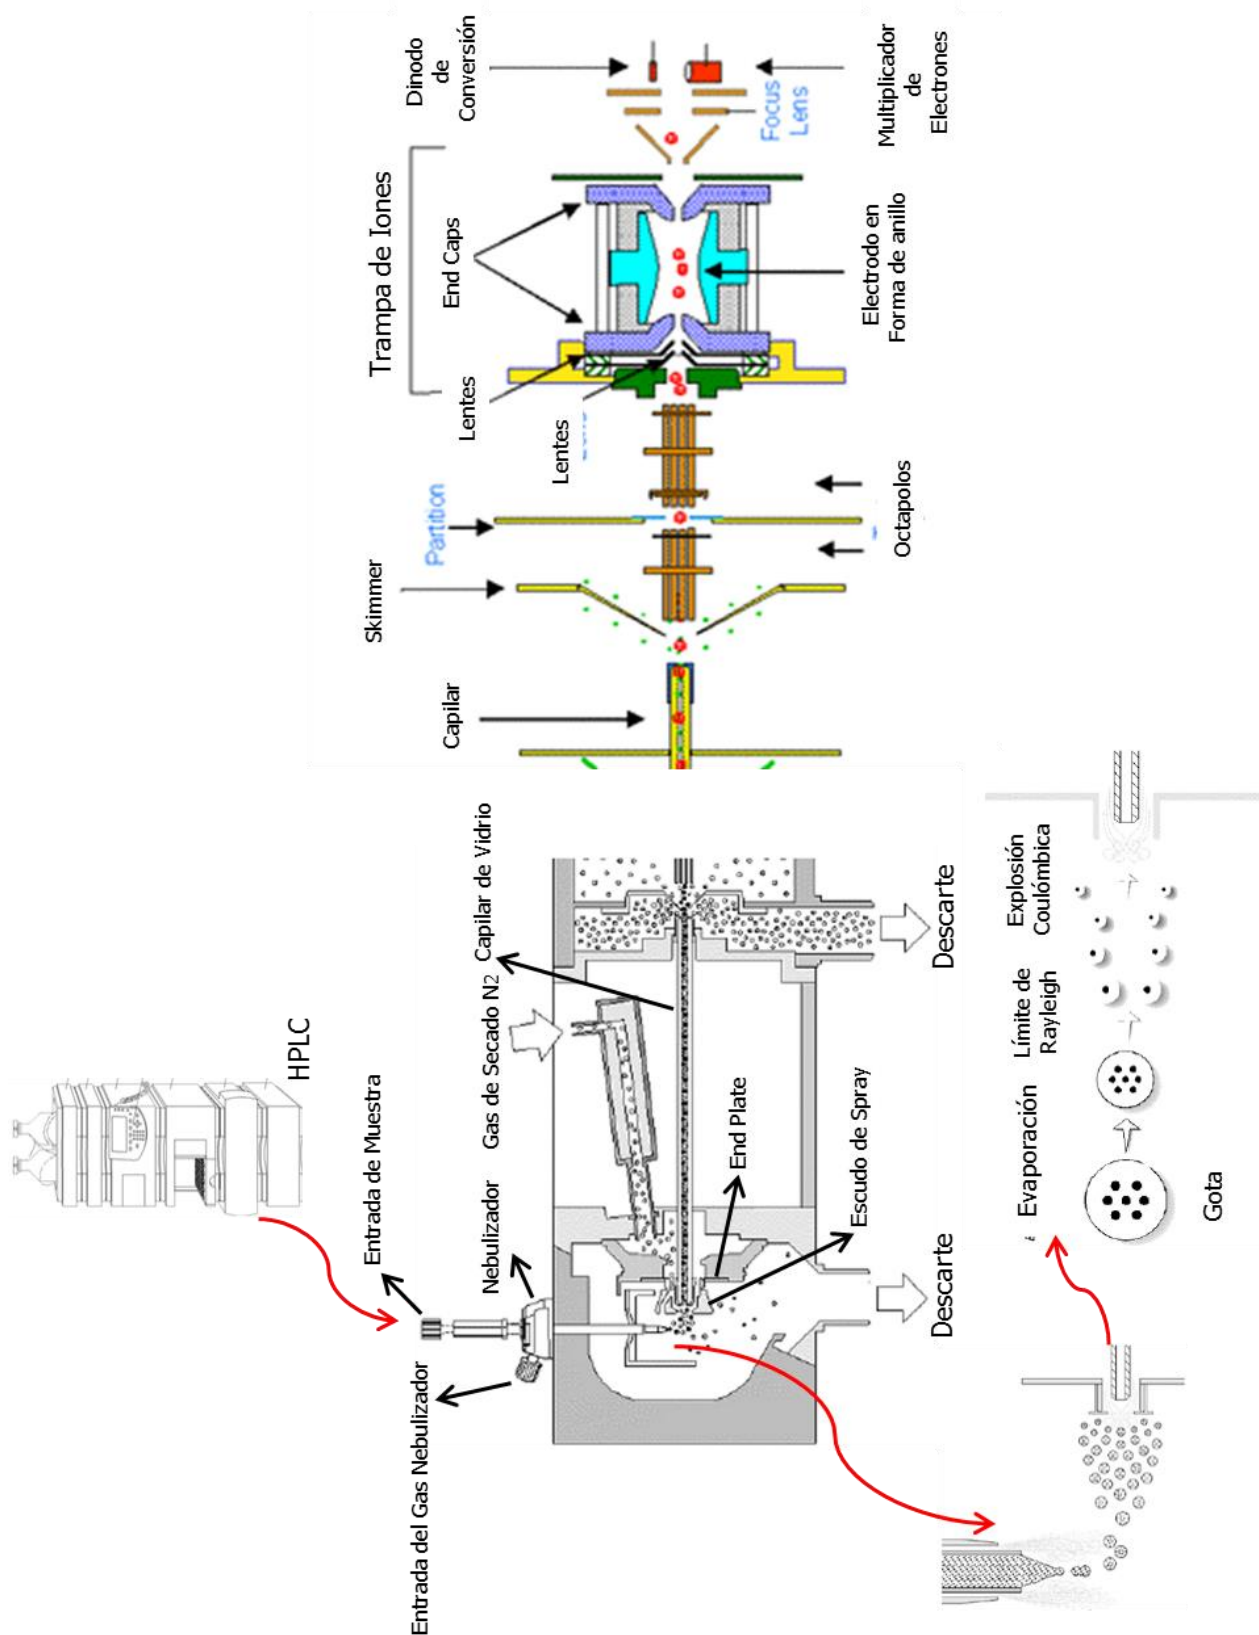 HPLC
Entrada de Muestra
Entrada del Gas Nebulizador
Nebulizador
Gas de Secado N2
Capilar de Vidrio
End Plate
Escudo de Spray
Descarte
Descarte
Evaporación
Límite de
Rayleigh
Explosión
Coulómbica
Gota
Capilar
Skimmer
Partition
Lentes
Lentes
Trampa de Iones
End Caps
Dinodo
de
Conversión
Octapolos
Electrodo en
Forma de anillo
Focus
Lens
Multiplicador
de
Electrones